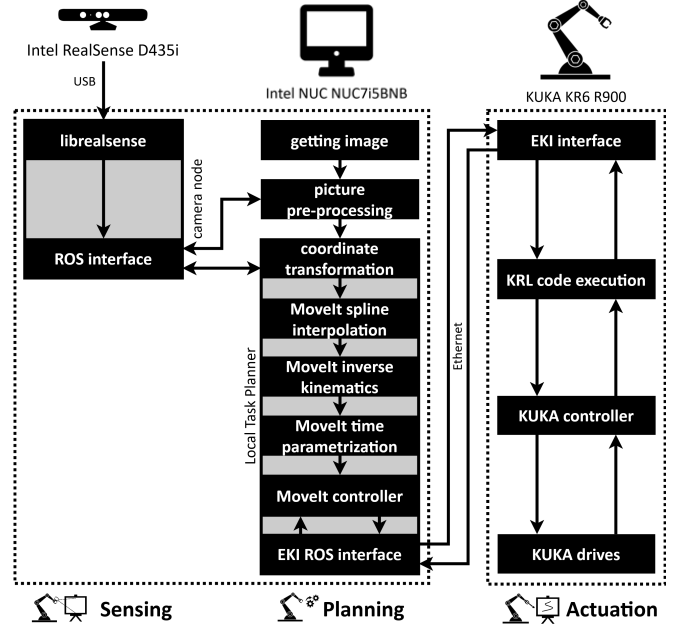 Intel RealSense D435i
USB
librealsense
ROS interface
camera node
Intel NUC NUC7i5BNB
getting image
picture
pre-processing
coordinate
transformation
MoveIt spline
interpolation
MoveIt inverse
kinematics
MoveIt time
parametrization
MoveIt controller
EKI ROS interface
Local Task Planner
Ethernet
KUKA KR6 R900
EKI interface
KRL code execution
KUKA controller
KUKA drives
Sensing
Planning
Actuation